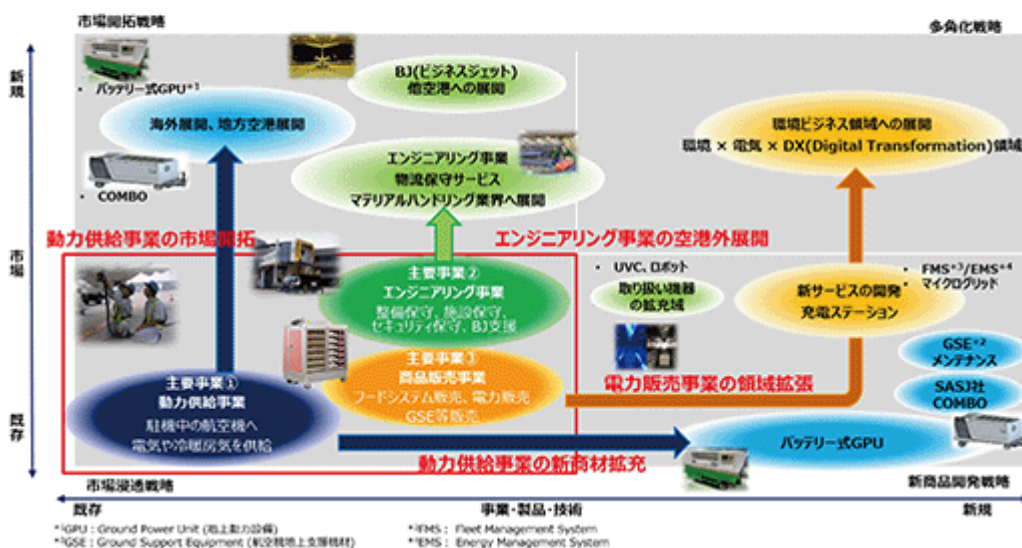 市場開拓戦略
多角化戦略
新規
・ バッテリー式GPU*1
海外展開、地方空港展開
・ COMBO
BJ(ビジネスジェット)
他空港への展開
エンジニアリング事業
物流保守サービス
マテリアルハンドリング業界へ展開
環境ビジネス領域への展開
環境 × 電気 × DX(Digital Transformation)領域
動力供給事業の市場開拓
エンジニアリング事業の空港外展開
市場
主要事業②
エンジニアリング事業
整備保守、施設保守、
セキュリティ保守、BJ支援
・ UVC、ロボット
取り扱い機器
の拡充域
・ FMS*3/EMS*4
マイクログリッド
新サービスの開発
充電ステーション
主要事業③
商品販売事業
フードシステム販売、電力販売
GSE等販売
電力販売事業の領域拡張
GSE*2
メンテナンス
SASJ社
COMBO
主要事業①
動力供給事業
駐機中の航空機へ
電気や冷暖房気を供給
既存
バッテリー式GPU
動力供給事業の新商材拡充
市場浸透戦略
新商品開発戦略
既存
事業・製品・技術
新規
*1GPU : Ground Power Unit (地上動力設備)
*2GSE : Ground Support Equipment (航空機地上支援機材)
*3FMS : Fleet Management System
*4EMS : Energy Management System